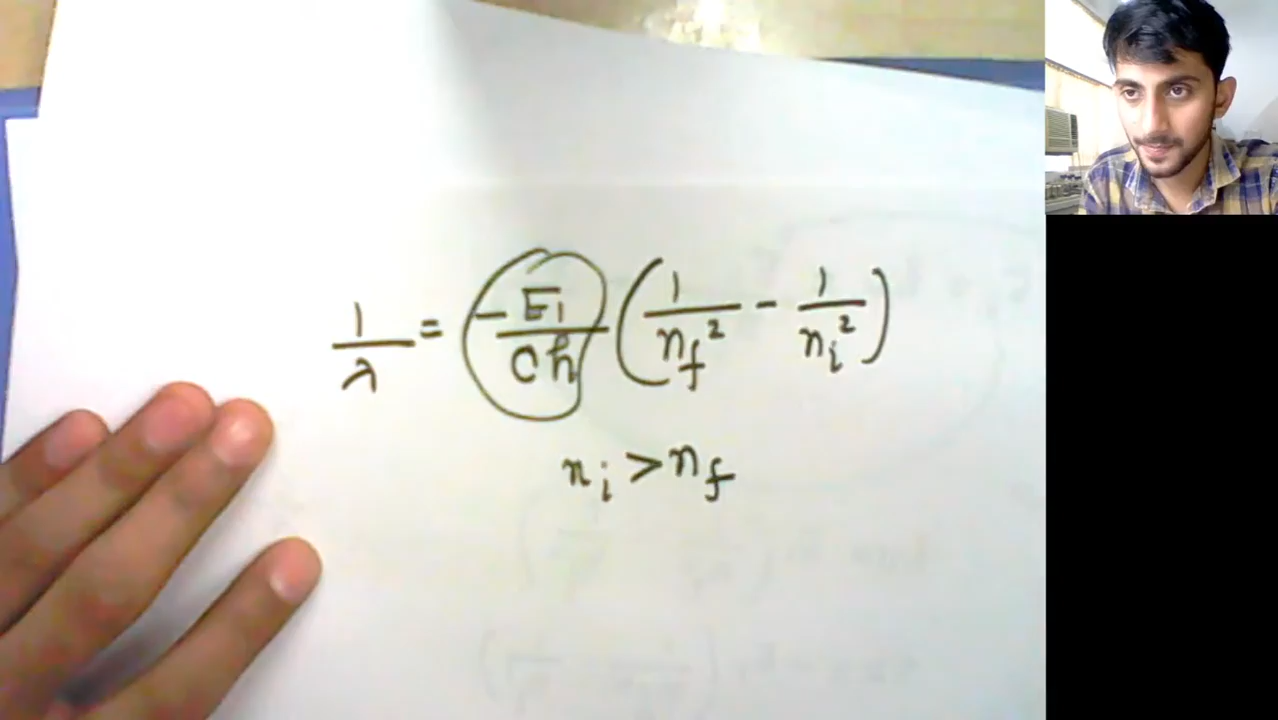 1/λ = (-E1/Ch) (1/nf² - 1/ni²)
ni > nf